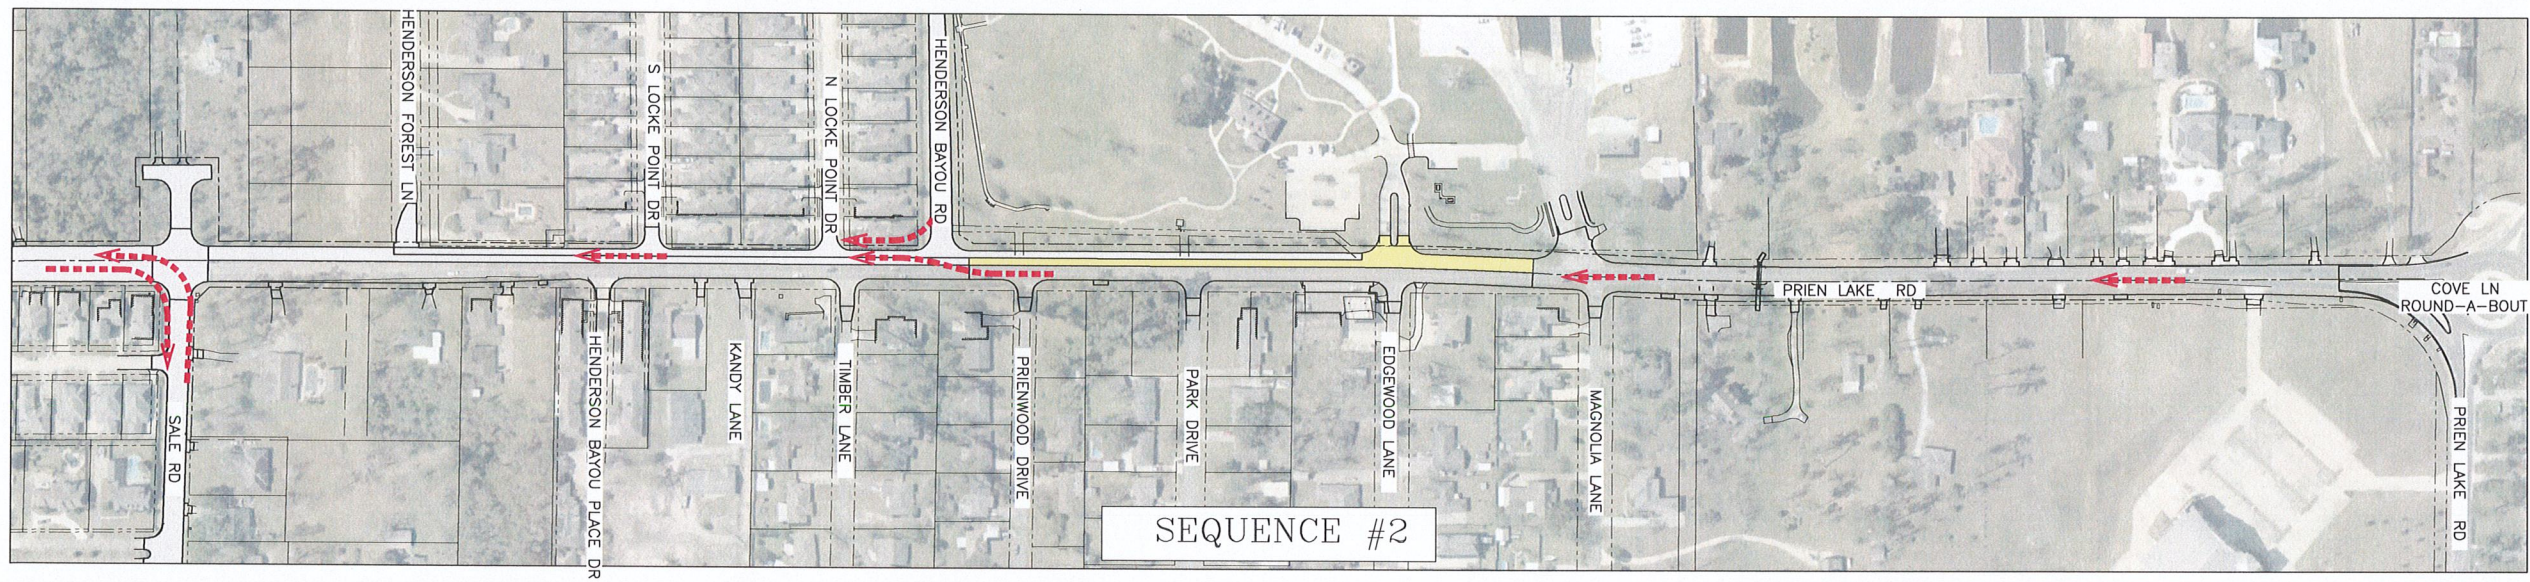 HENDERSON FOREST LN
S LOCKE POINT DR
N LOCKE POINT DR
HENDERSON BAYOU RD
PRIEN LAKE RD
COVE LN
ROUND-A-BOUT
SALE RD
HENDERSON BAYOU PLACE DR
KANDY LANE
TIMBER LANE
PRIENWOOD DRIVE
PARK DRIVE
EDGEWOOD LANE
MAGNOLIA LANE
PRIEN LAKE RD
SEQUENCE #2